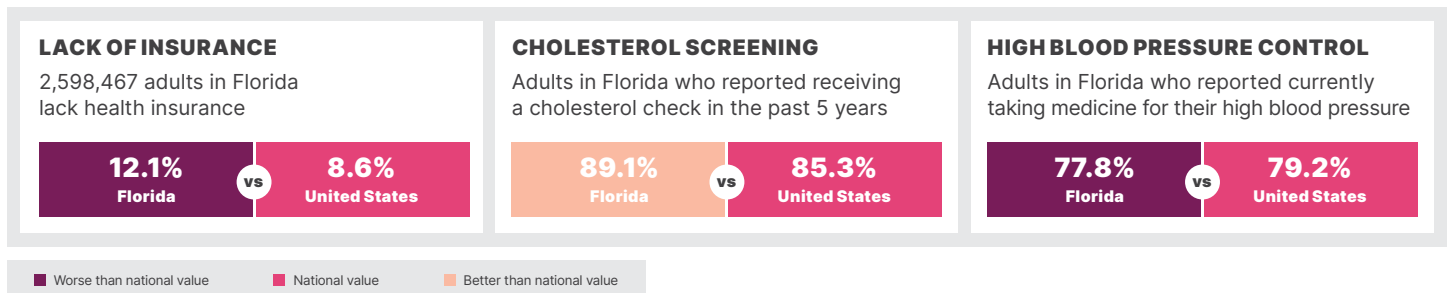 LACK OF INSURANCE
2,598,467 adults in Florida
lack health insurance
12.1%
Florida
vs
8.6%
United States
CHOLESTEROL SCREENING
Adults in Florida who reported receiving
a cholesterol check in the past 5 years
89.1%
Florida
vs
85.3%
United States
HIGH BLOOD PRESSURE CONTROL
Adults in Florida who reported currently
taking medicine for their high blood pressure
77.8%
Florida
vs
79.2%
United States
Worse than national value
National value
Better than national value